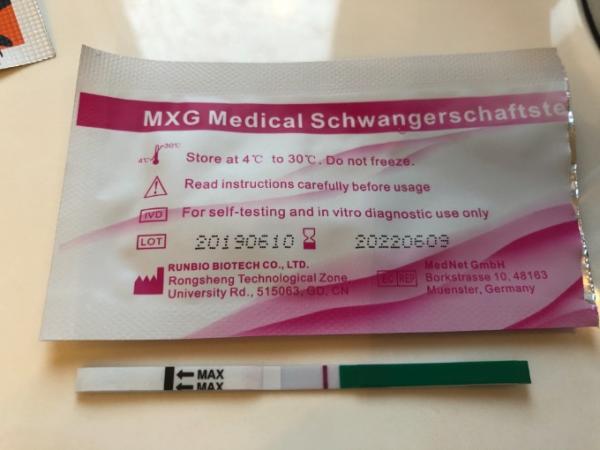 MXG Medical Schwangerschaftste
4℃ 30℃ Store at 4℃ to 30℃. Do not freeze.
Read instructions carefully before usage
IVD For self-testing and in vitro diagnostic use only
LOT 20190610 20220609
RUNBIO BIOTECH CO., LTD.
Rongsheng Technological Zone
University Rd., 515063, GD, CN
EC REP
MedNet GmbH
Borkstrasse 10, 48163
Muenster, Germany
MAX
MAX